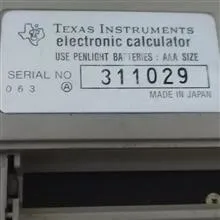 TEXAS INSTRUMENTS
electronic calculator
USE PENLIGHT BATTERIES : AAA SIZE
SERIAL NO 311029
063 A MADE IN JAPAN